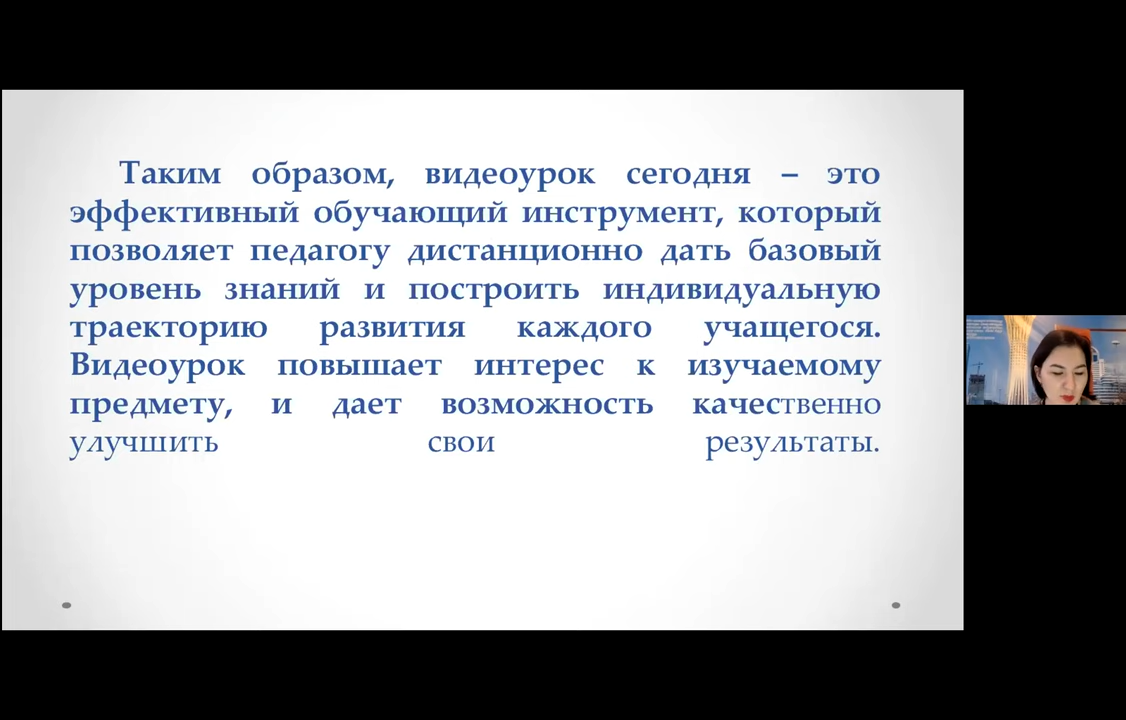 Таким образом, видеоурок сегодня – это
эффективный обучающий инструмент, который
позволяет педагогу дистанционно дать базовый
уровень знаний и построить индивидуальную
траекторию развития каждого учащегося.
Видеоурок повышает интерес к изучаемому
предмету, и дает возможность качественно
улучшить свои результаты.